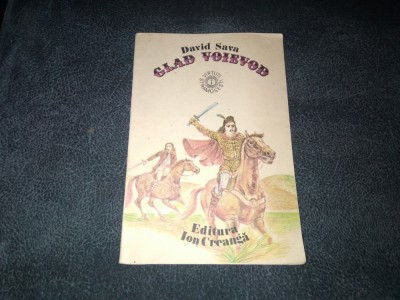 David Sava
GLAD VOIEVOD
Editura
Ion Creangă